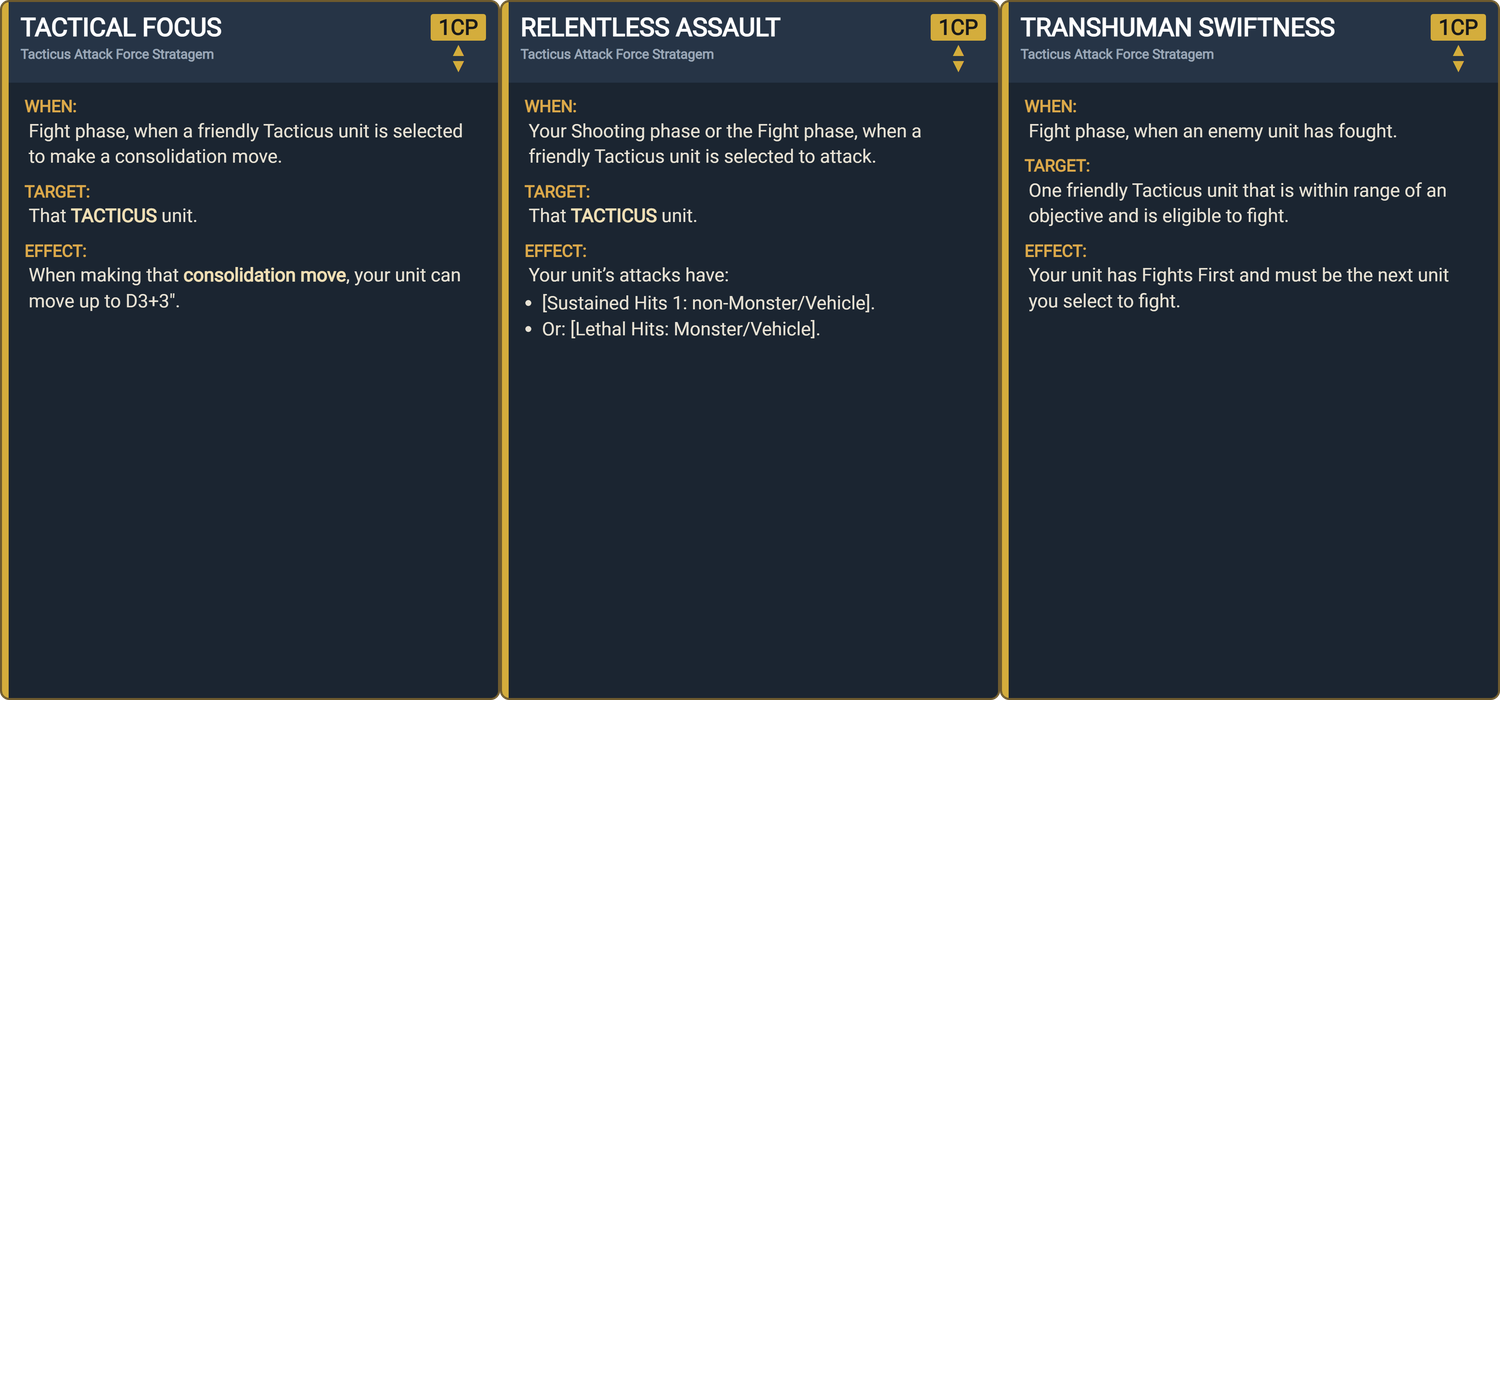 TACTICAL FOCUS
1CP
Tacticus Attack Force Stratagem
WHEN:
Fight phase, when a friendly Tacticus unit is selected
to make a consolidation move.
TARGET:
That TACTICUS unit.
EFFECT:
When making that consolidation move, your unit can
move up to D3+3".
RELENTLESS ASSAULT
1CP
Tacticus Attack Force Stratagem
WHEN:
Your Shooting phase or the Fight phase, when a
friendly Tacticus unit is selected to attack.
TARGET:
That TACTICUS unit.
EFFECT:
Your unit’s attacks have:
• [Sustained Hits 1: non-Monster/Vehicle].
• Or: [Lethal Hits: Monster/Vehicle].
TRANSHUMAN SWIFTNESS
1CP
Tacticus Attack Force Stratagem
WHEN:
Fight phase, when an enemy unit has fought.
TARGET:
One friendly Tacticus unit that is within range of an
objective and is eligible to fight.
EFFECT:
Your unit has Fights First and must be the next unit
you select to fight.